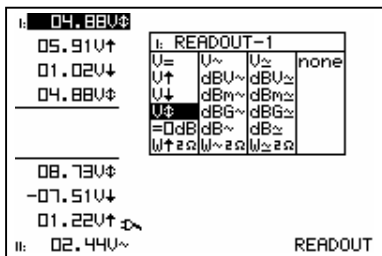 I: 04.88V⇕
05.91V↑
01.02V↓
04.88V⇕
I: READOUT-1
V= V~ V≃ none
V↑ dBV~ dBV≃
V↓ dBm~ dBm≃
V⇕ dBG~ dBG≃
=0dB dB~ dB≃
W↑2Ω W~2Ω W≃2Ω
08.73V⇕
-07.51V↓
01.22V↑
II: 02.44V~
READOUT